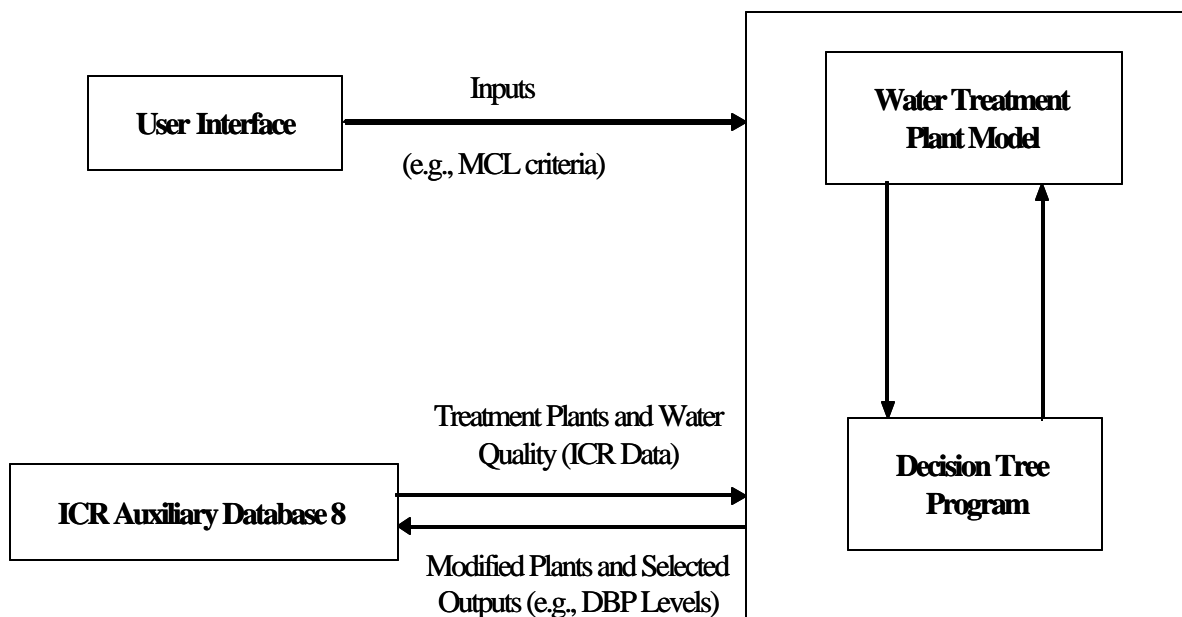 Inputs
User Interface
(e.g., MCL criteria)
Water Treatment
Plant Model
Treatment Plants and Water
Quality (ICR Data)
ICR Auxiliary Database 8
Modified Plants and Selected
Outputs (e.g., DBP Levels)
Decision Tree
Program